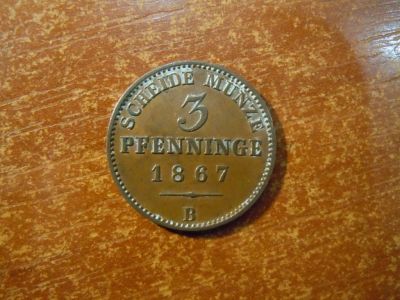 SCHEIDE MÜNZE
3
PFENNINGE
1867
B